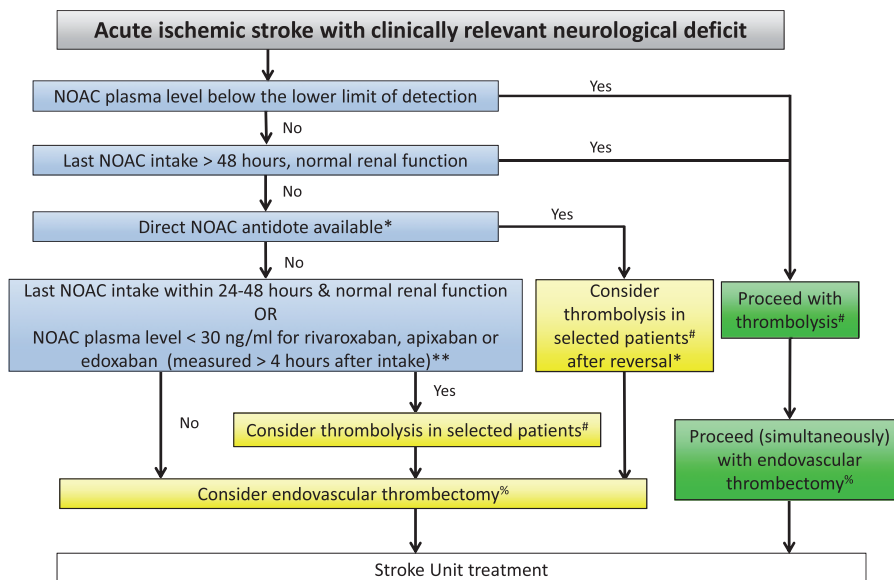 Acute ischemic stroke with clinically relevant neurological deficit
NOAC plasma level below the lower limit of detection
Yes
No
Last NOAC intake > 48 hours, normal renal function
Yes
No
Direct NOAC antidote available*
Yes
No
Last NOAC intake within 24-48 hours & normal renal function
OR
NOAC plasma level < 30 ng/ml for rivaroxaban, apixaban or
edoxaban (measured > 4 hours after intake)**
Consider
thrombolysis in
selected patients#
after reversal*
Proceed with
thrombolysis#
Yes
No
Consider thrombolysis in selected patients#
Proceed (simultaneously)
with endovascular
thrombectomy%
Consider endovascular thrombectomy%
Stroke Unit treatment